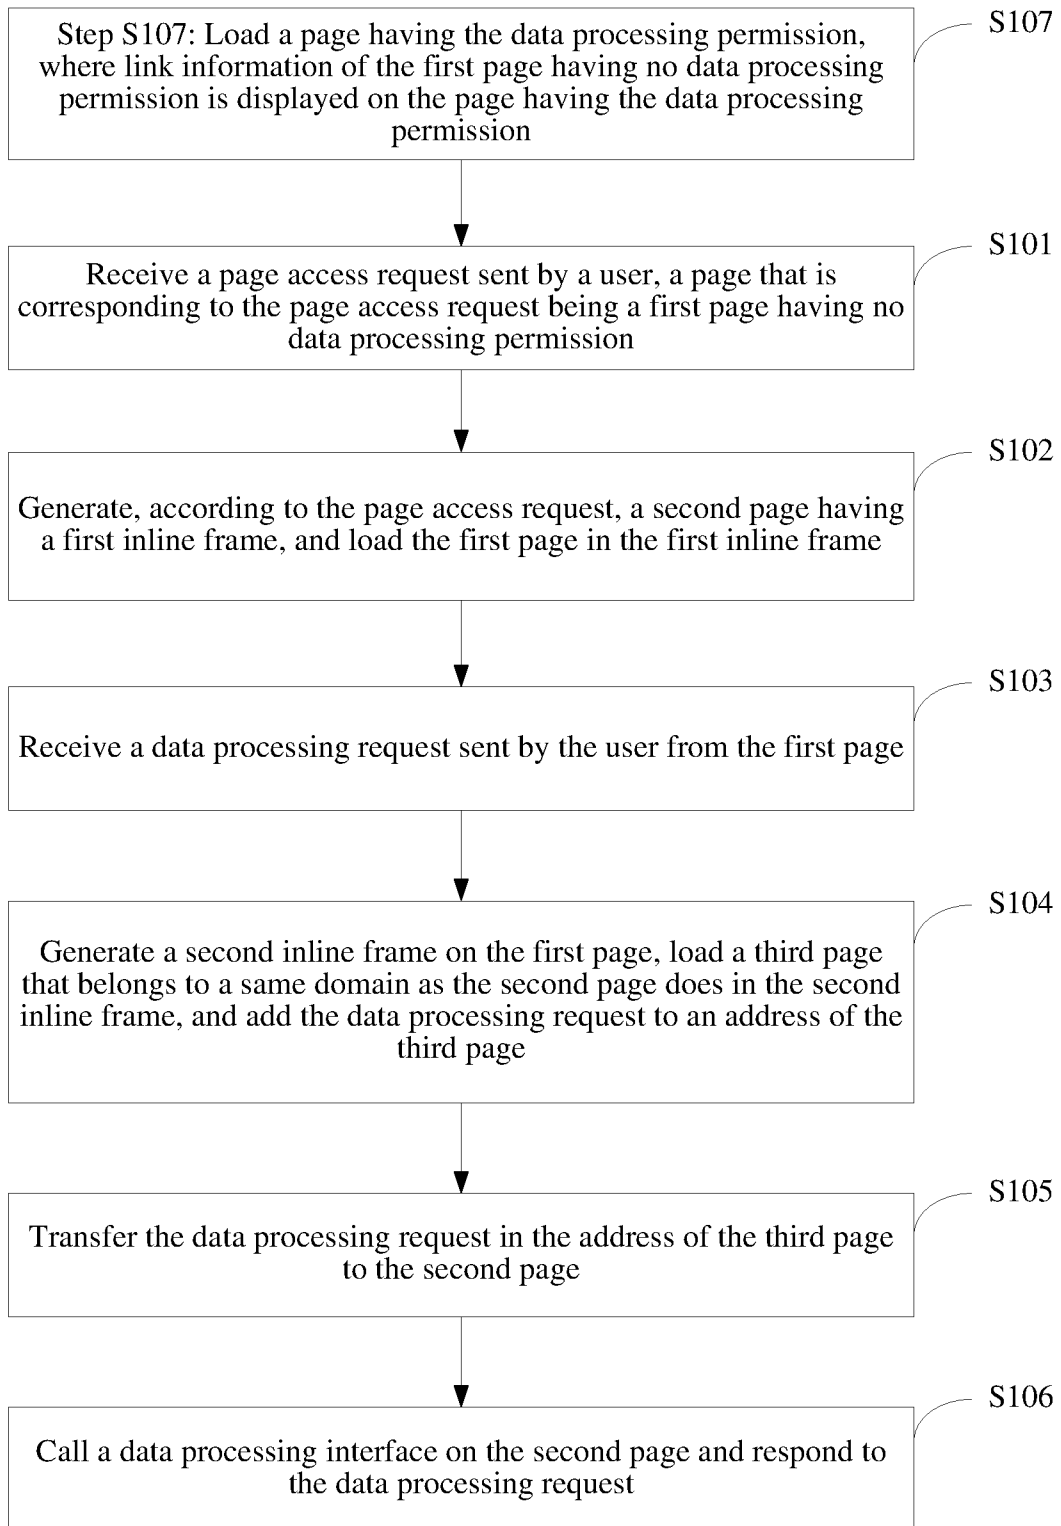 Step S107: Load a page having the data processing permission,
where link information of the first page having no data processing
permission is displayed on the page having the data processing
permission
S107
Receive a page access request sent by a user, a page that is
corresponding to the page access request being a first page having no
data processing permission
S101
Generate, according to the page access request, a second page having
a first inline frame, and load the first page in the first inline frame
S102
Receive a data processing request sent by the user from the first page
S103
Generate a second inline frame on the first page, load a third page
that belongs to a same domain as the second page does in the second
inline frame, and add the data processing request to an address of the
third page
S104
Transfer the data processing request in the address of the third page
to the second page
S105
Call a data processing interface on the second page and respond to
the data processing request
S106